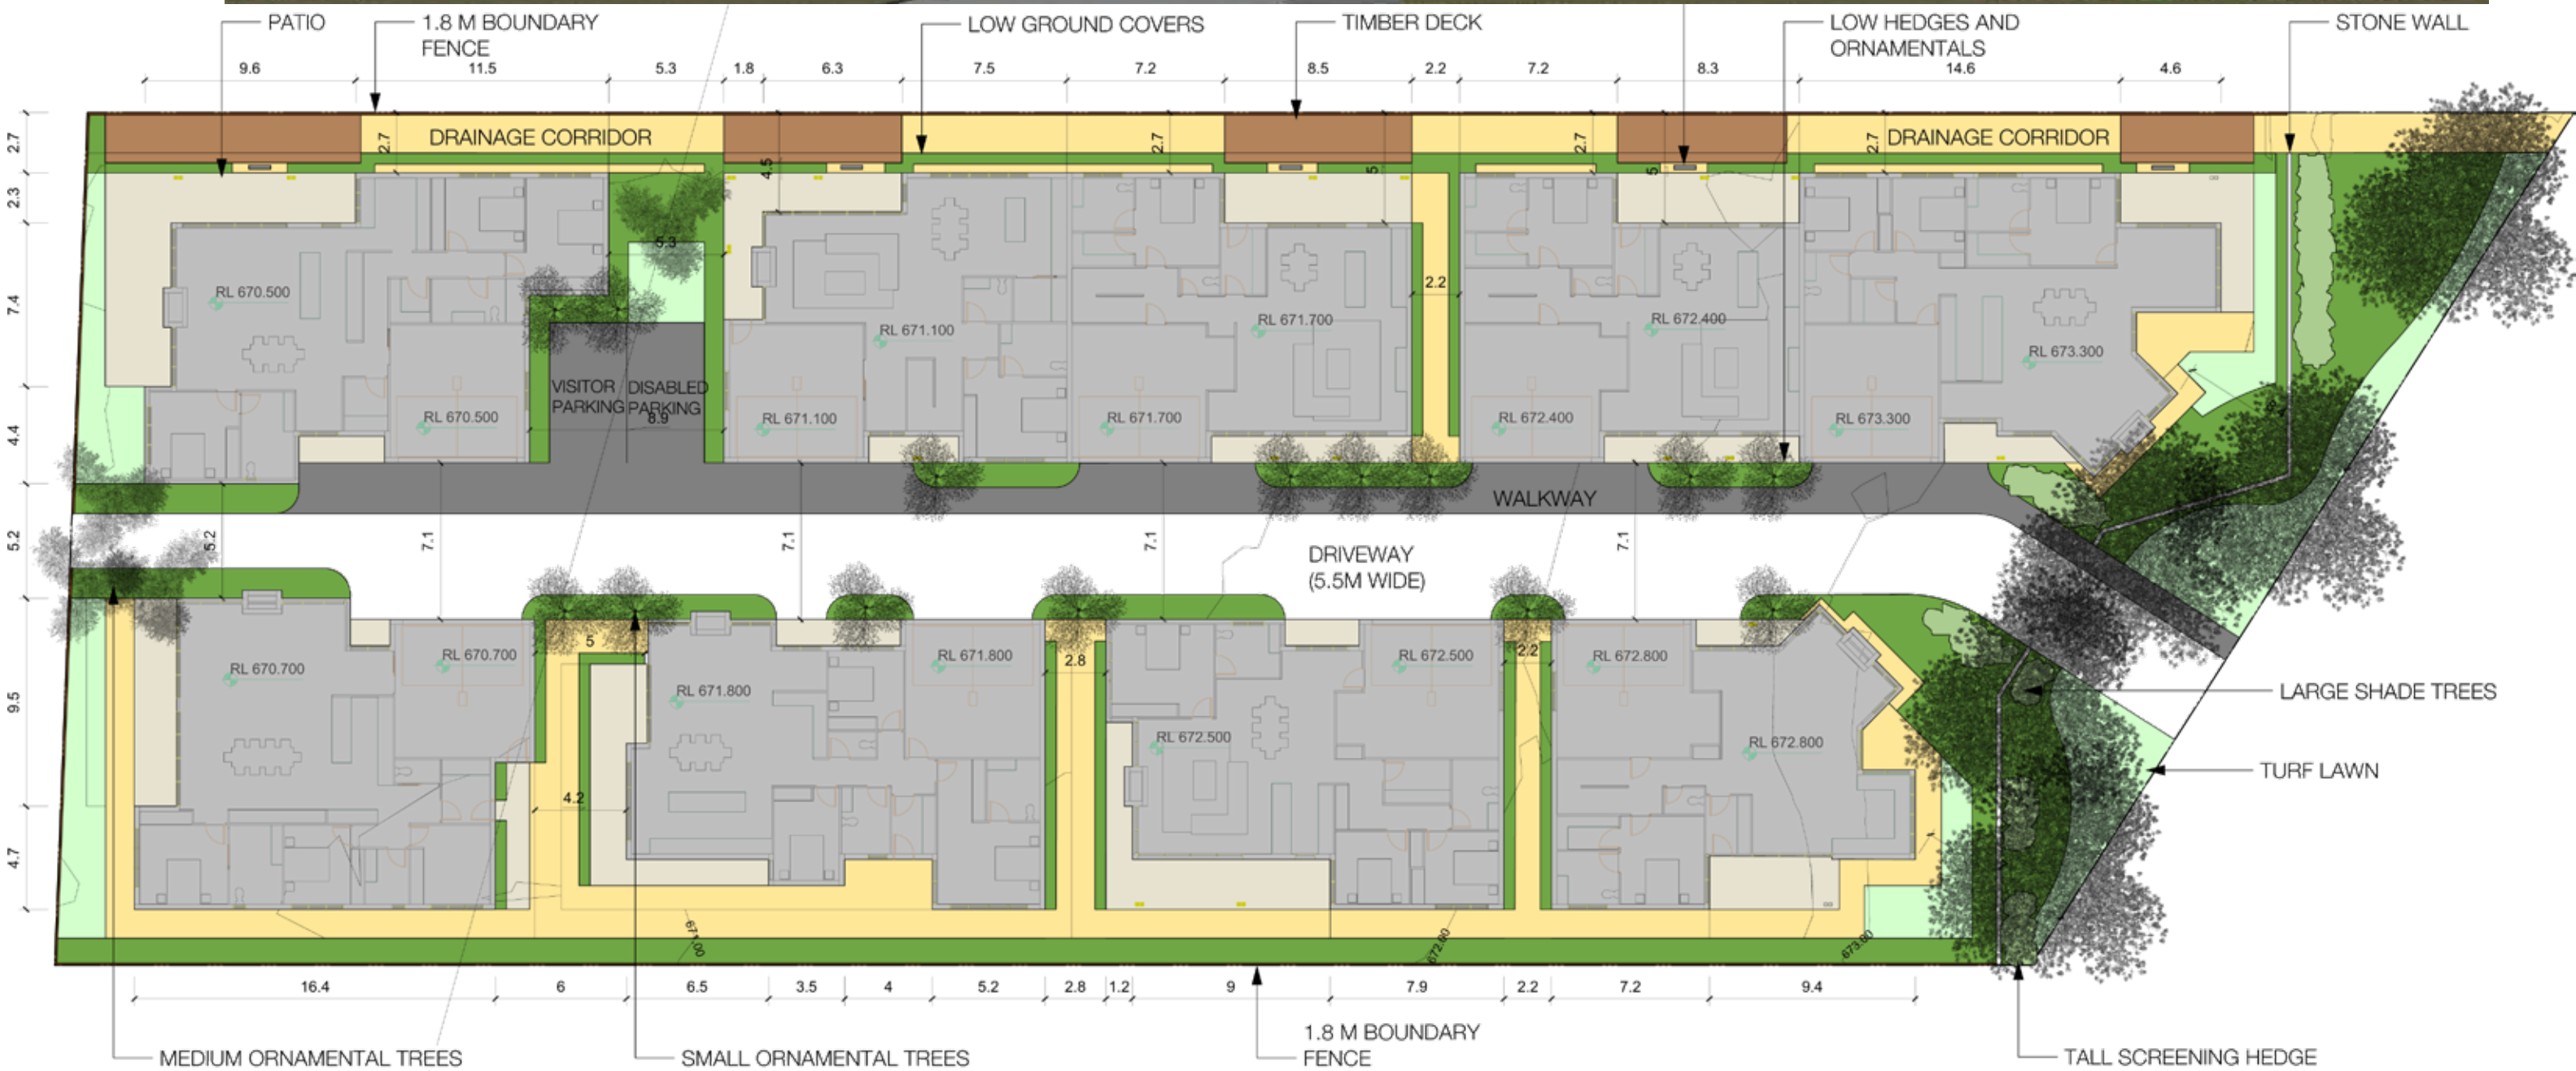 PATIO
1.8 M BOUNDARY
FENCE
LOW GROUND COVERS
TIMBER DECK
LOW HEDGES AND
ORNAMENTALS
STONE WALL
9.6
11.5
5.3
1.8
6.3
7.5
7.2
8.5
2.2
7.2
8.3
14.6
4.6
2.7
2.3
7.4
4.4
5.2
9.5
4.7
DRAINAGE CORRIDOR
2.7
4.5
2.7
5
2.7
5
2.7
DRAINAGE CORRIDOR
5.3
2.2
RL 670.500
RL 671.100
RL 671.700
RL 672.400
RL 673.300
VISITOR
PARKING
DISABLED
PARKING
8.9
RL 670.500
RL 671.100
RL 671.700
RL 672.400
RL 673.300
WALKWAY
5.2
7.1
7.1
7.1
7.1
DRIVEWAY
(5.5M WIDE)
5
2.8
2.2
RL 670.700
RL 670.700
RL 671.800
RL 671.800
RL 672.500
RL 672.500
RL 672.800
RL 672.800
4.2
LARGE SHADE TREES
TURF LAWN
671.00
672.00
673.00
16.4
6
6.5
3.5
4
5.2
2.8
1.2
9
7.9
2.2
7.2
9.4
MEDIUM ORNAMENTAL TREES
SMALL ORNAMENTAL TREES
1.8 M BOUNDARY
FENCE
TALL SCREENING HEDGE